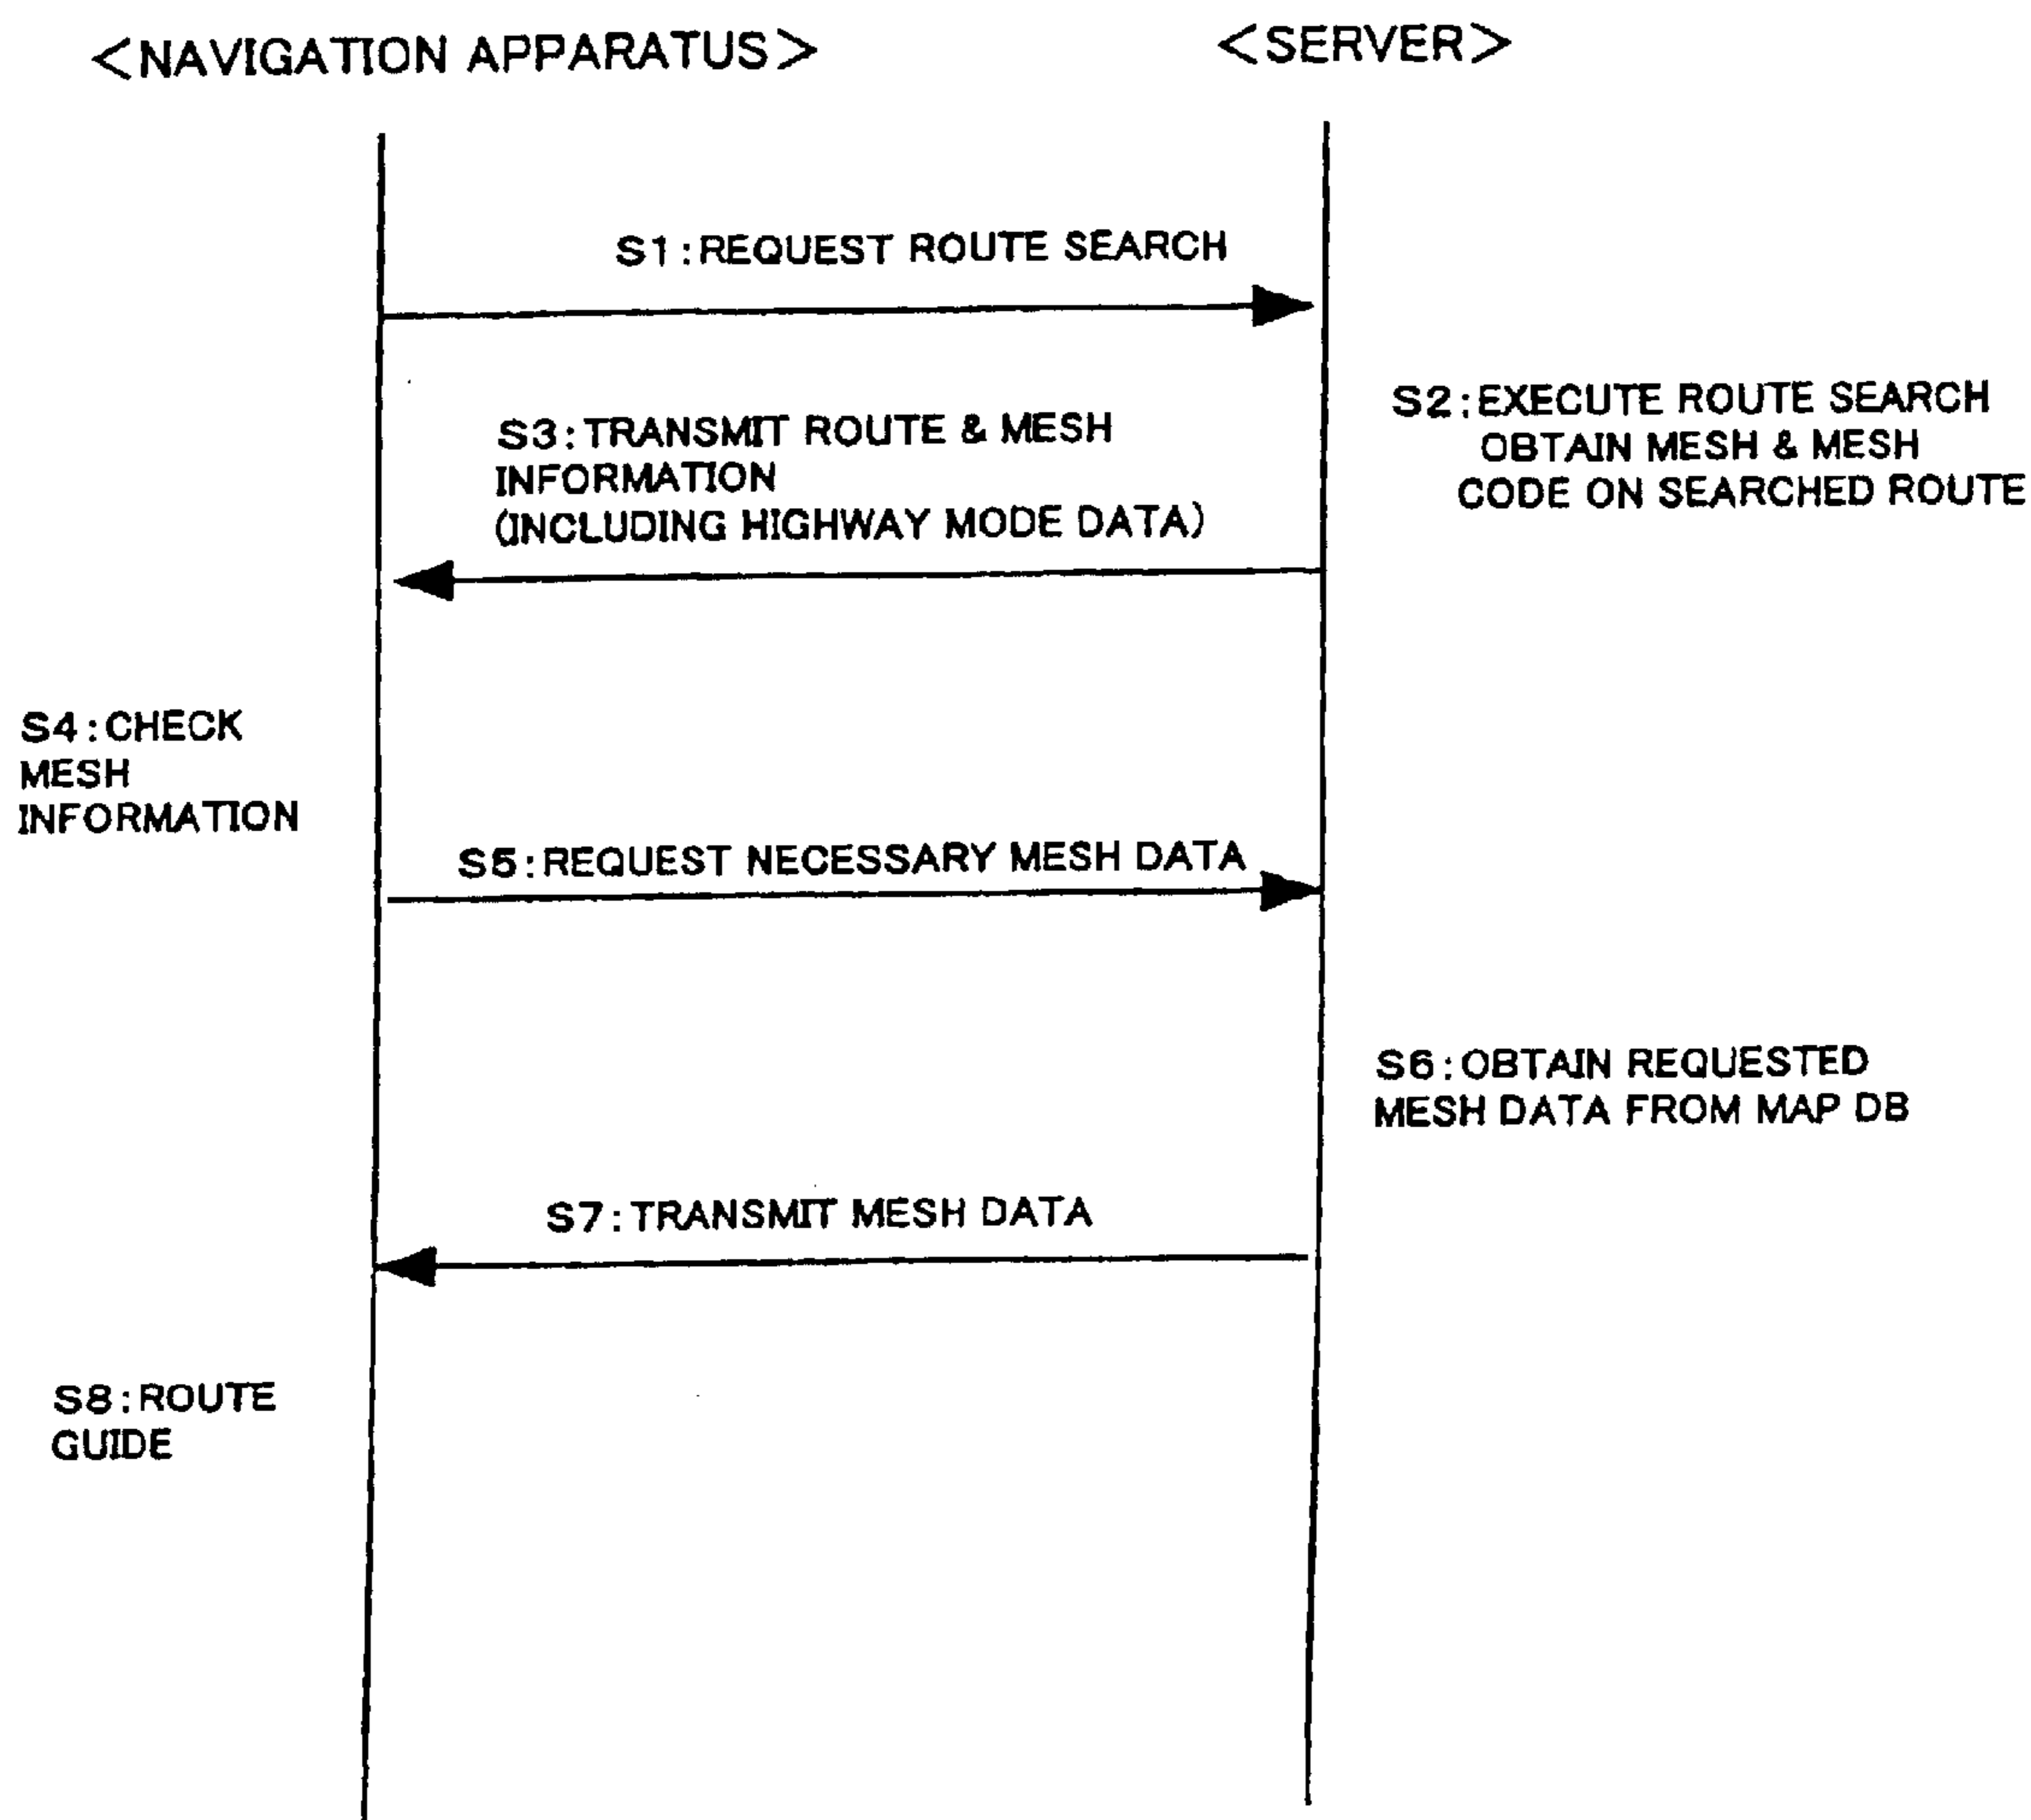 <NAVIGATION APPARATUS>
<SERVER>
S1:REQUEST ROUTE SEARCH
S2:EXECUTE ROUTE SEARCH
OBTAIN MESH & MESH
CODE ON SEARCHED ROUTE
S3:TRANSMIT ROUTE & MESH
INFORMATION
(INCLUDING HIGHWAY MODE DATA)
S4:CHECK
MESH
INFORMATION
S5:REQUEST NECESSARY MESH DATA
S6:OBTAIN REQUESTED
MESH DATA FROM MAP DB
S7:TRANSMIT MESH DATA
S8:ROUTE
GUIDE